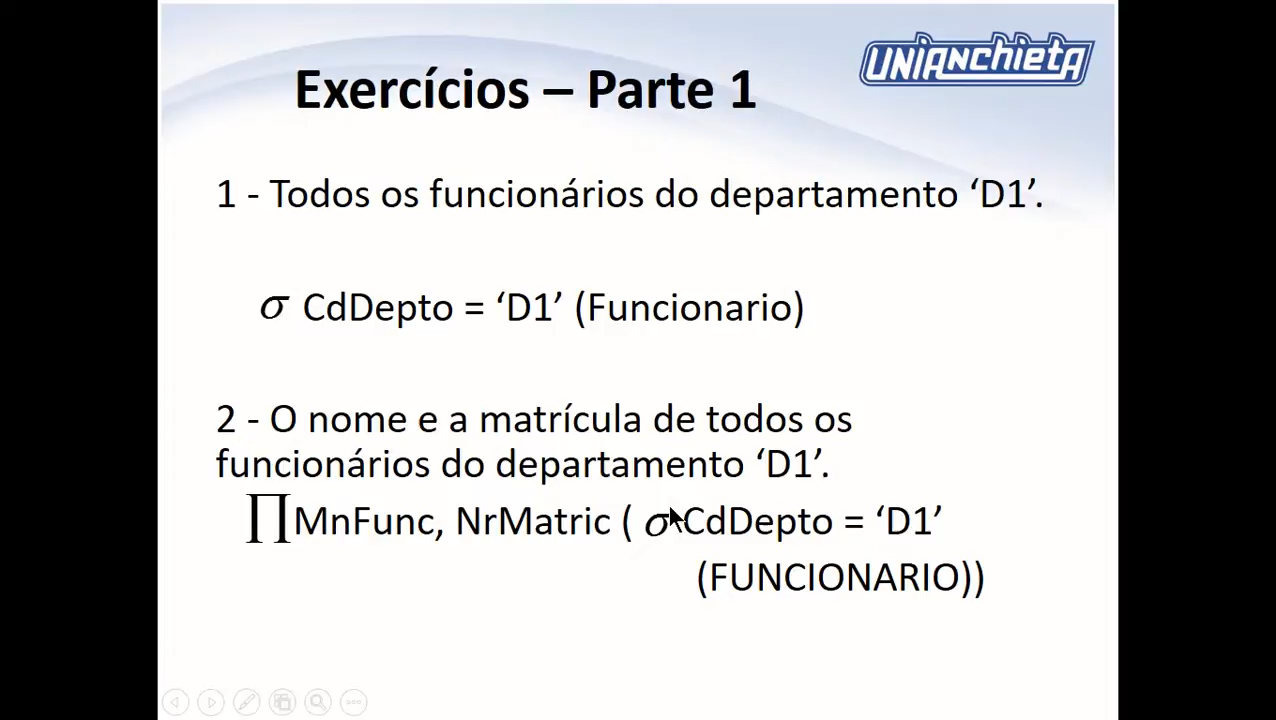 UNIANCHIETA
Exercícios – Parte 1
1 - Todos os funcionários do departamento ‘D1’.
σ CdDepto = ‘D1’ (Funcionario)
2 - O nome e a matrícula de todos os
funcionários do departamento ‘D1’.
∏ MnFunc, NrMatric ( σ CdDepto = ‘D1’
(FUNCIONARIO))